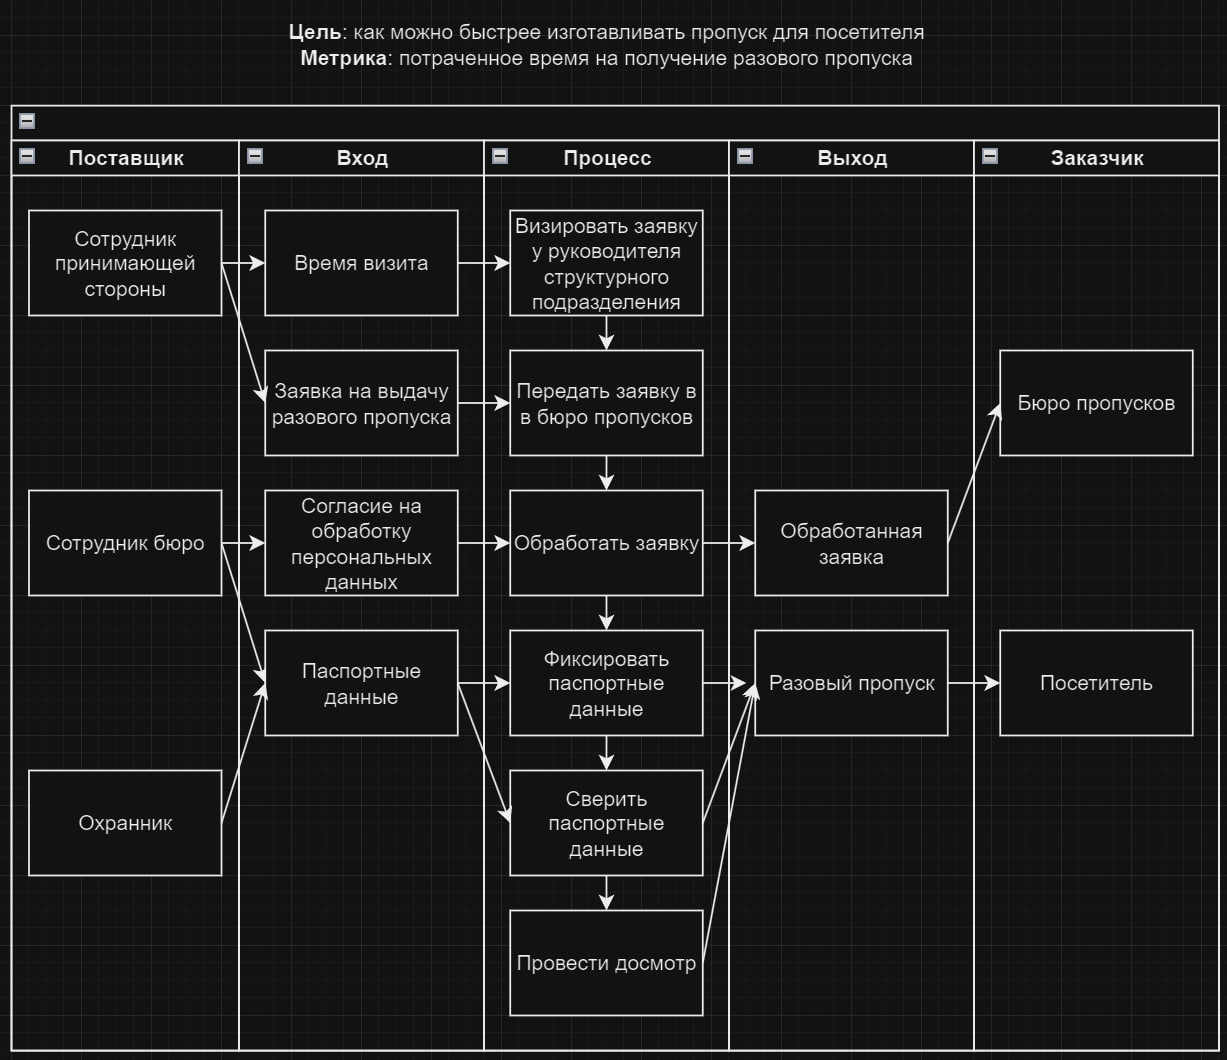 Цель: как можно быстрее изготавливать пропуск для посетителя
Метрика: потраченное время на получение разового пропуска
Поставщик
Вход
Процесс
Выход
Заказчик
Сотрудник
принимающей
стороны
Время визита
Визировать заявку
у руководителя
структурного
подразделения
Заявка на выдачу
разового пропуска
Передать заявку в
в бюро пропусков
Бюро пропусков
Сотрудник бюро
Согласие на
обработку
персональных
данных
Обработать заявку
Обработанная
заявка
Паспортные
данные
Фиксировать
паспортные
данные
Разовый пропуск
Посетитель
Охранник
Сверить
паспортные
данные
Провести досмотр